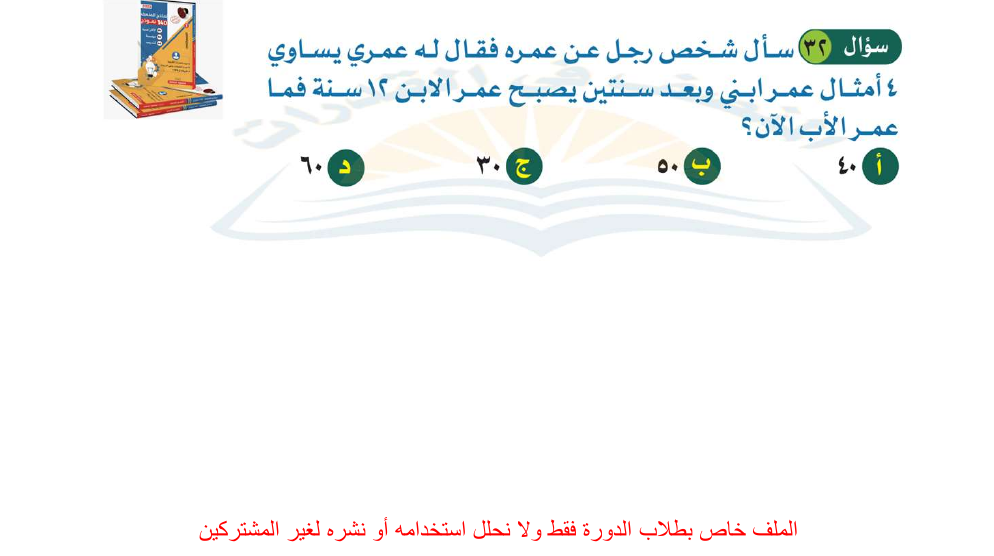 سؤال ٣٢ سأل شخص رجل عن عمره فقال له عمري يساوي
٤ أمثال عمر ابني وبعد سنتين يصبح عمر الابن ١٢ سنة فما
عمر الأب الآن؟
أ ٤٠ ب ٥٠ ج ٣٠ د ٦٠
الملف خاص بطلاب الدورة فقط ولا نحلل استخدامه أو نشره لغير المشتركين